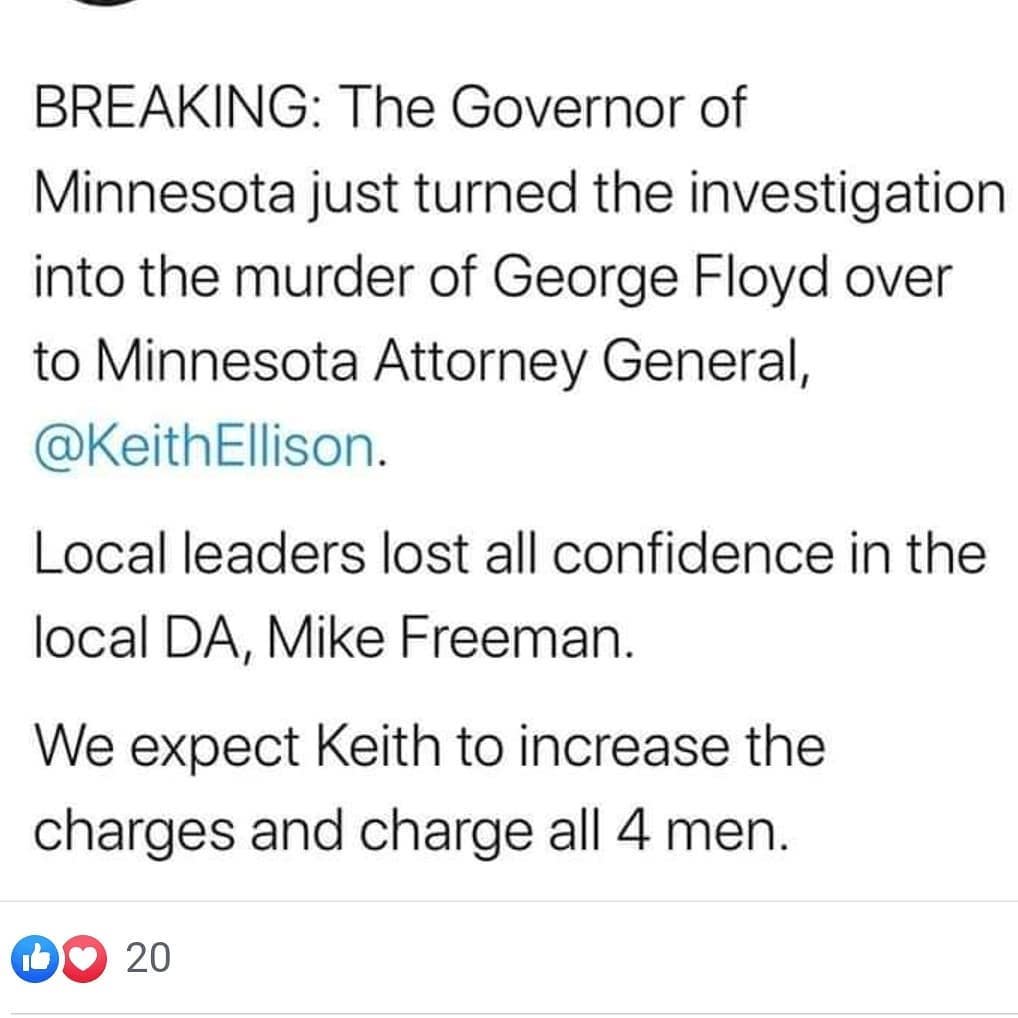 BREAKING: The Governor of
Minnesota just turned the investigation
into the murder of George Floyd over
to Minnesota Attorney General,
@KeithEllison.
Local leaders lost all confidence in the
local DA, Mike Freeman.
We expect Keith to increase the
charges and charge all 4 men.
20